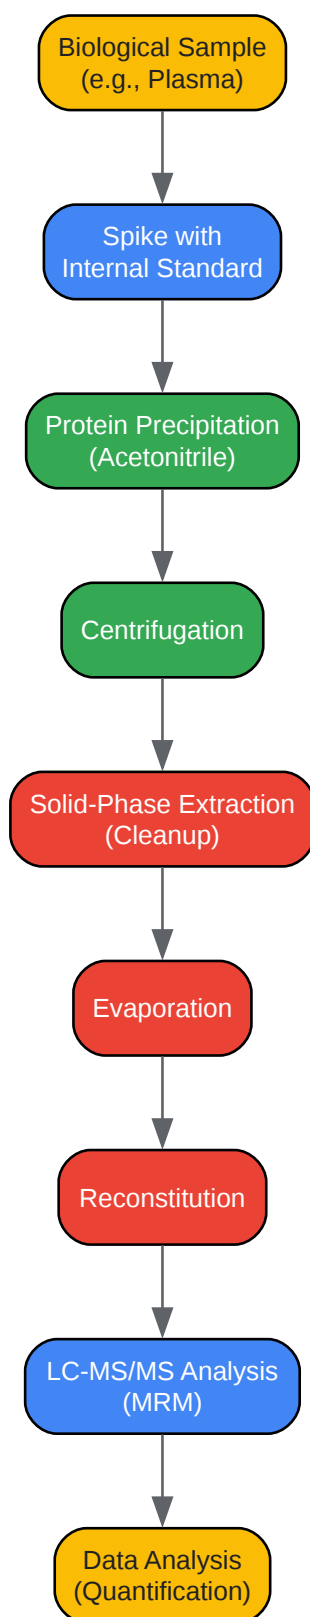 Biological Sample
(e.g., Plasma)
Spike with
Internal Standard
Protein Precipitation
(Acetonitrile)
Centrifugation
Solid-Phase Extraction
(Cleanup)
Evaporation
Reconstitution
LC-MS/MS Analysis
(MRM)
Data Analysis
(Quantification)